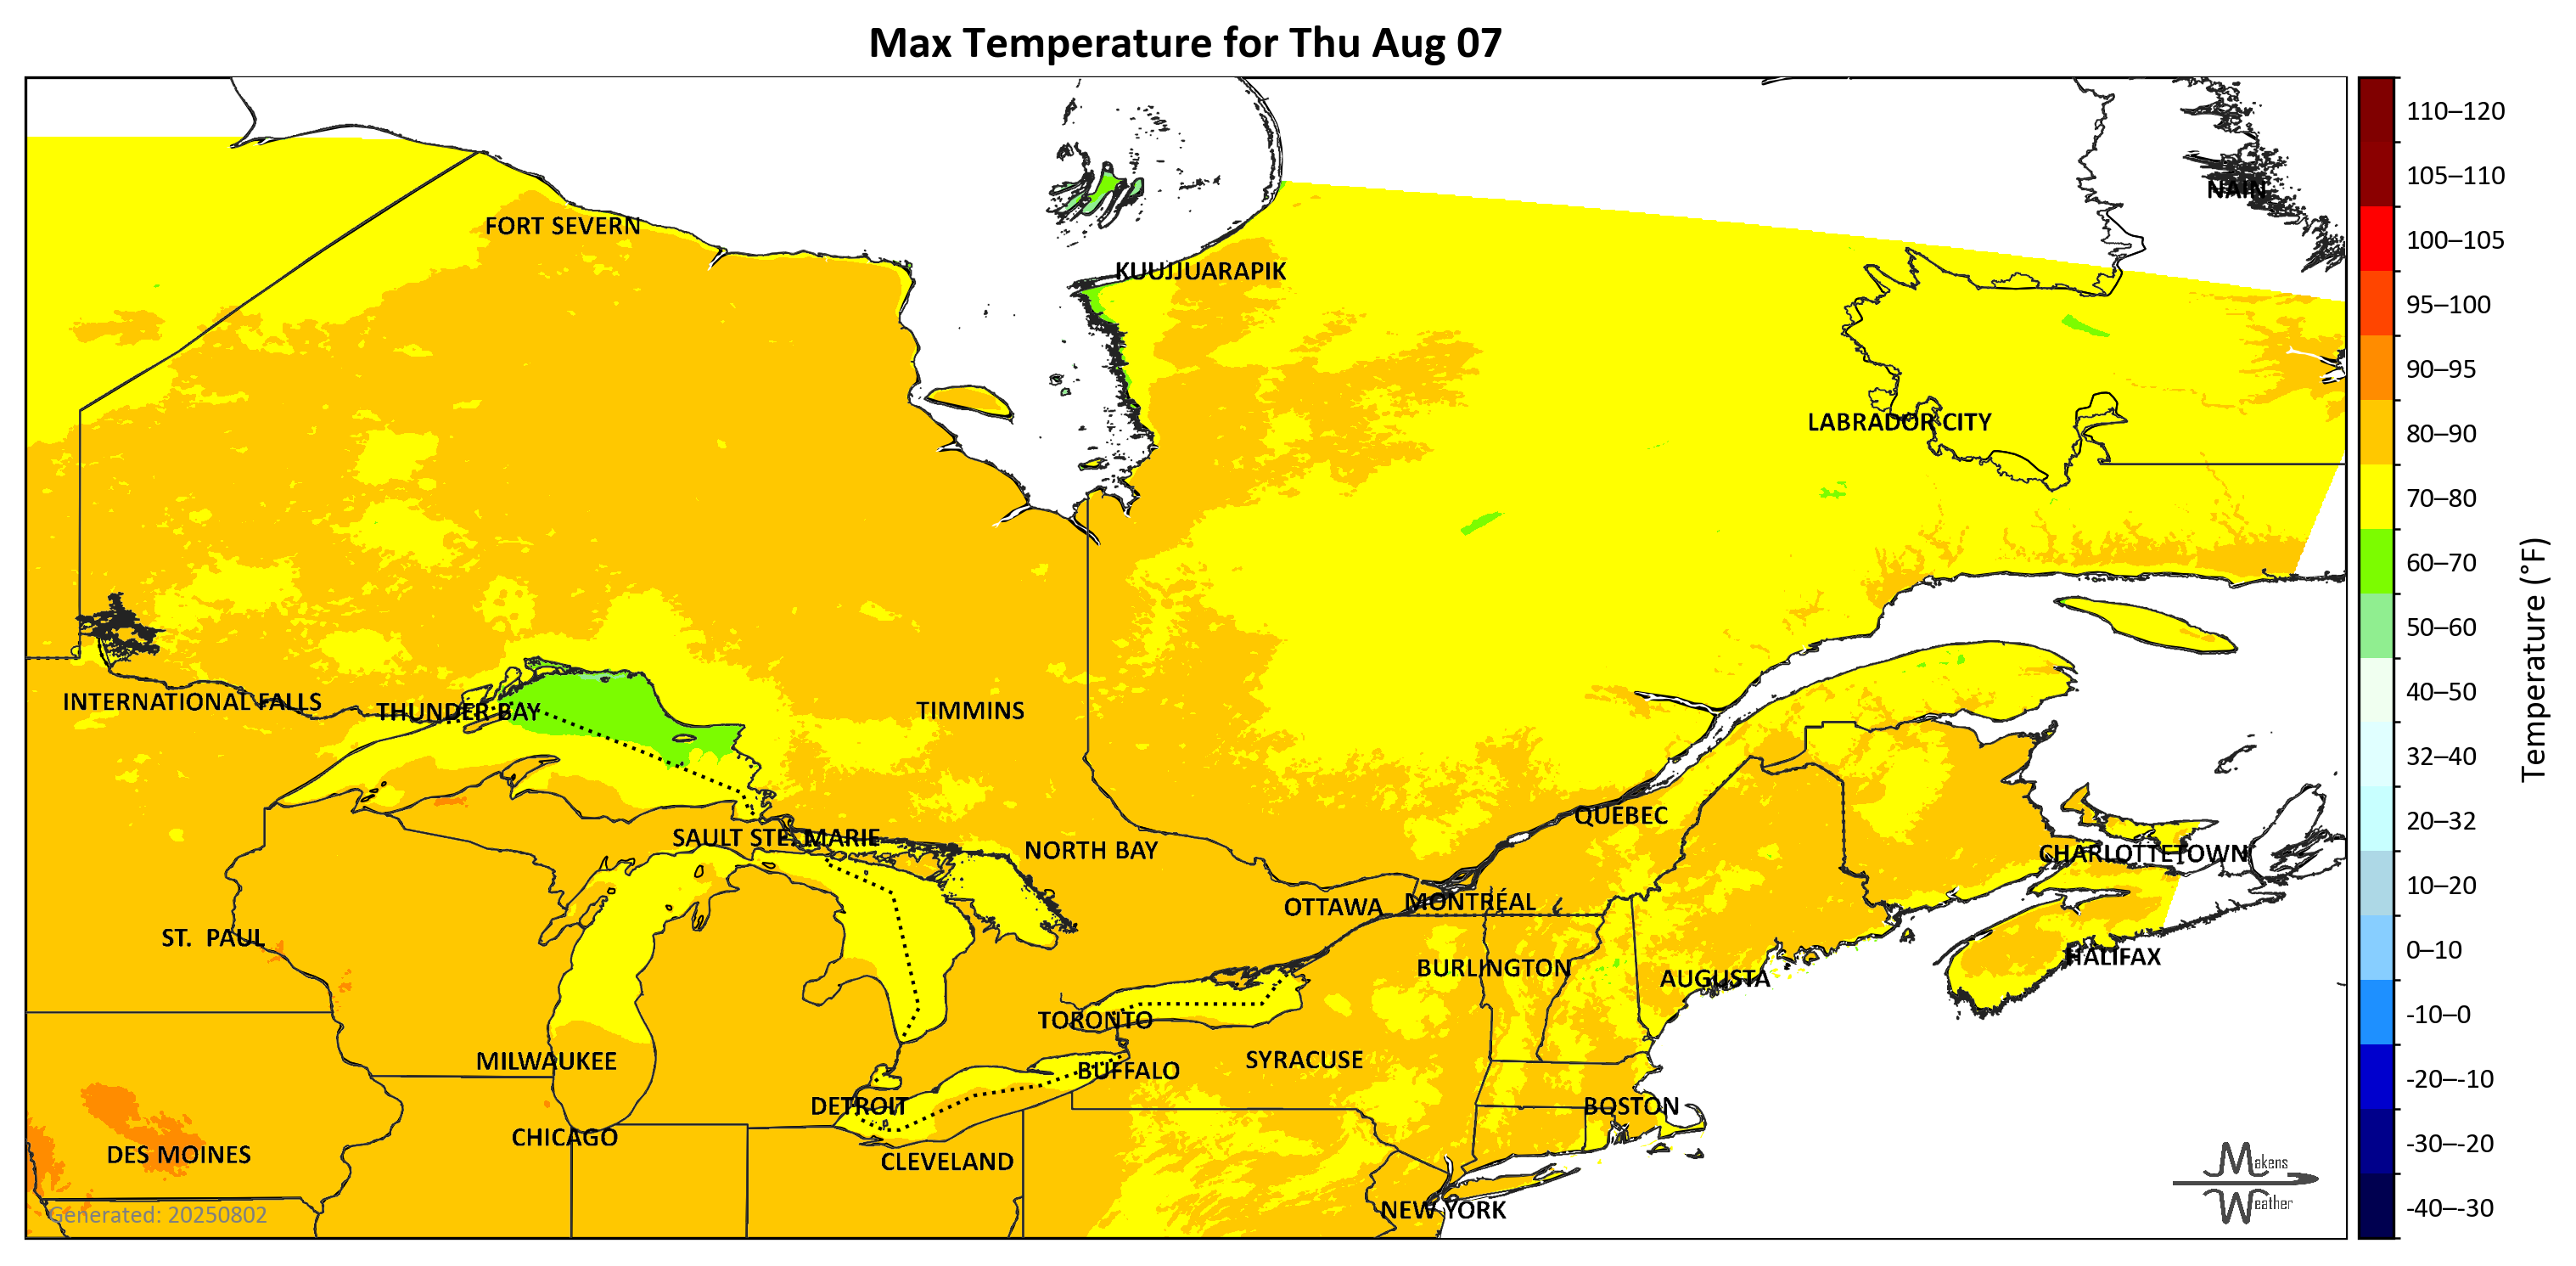 Max Temperature for Thu Aug 07
NAIN
FORT SEVERN
KUUJJUARAPIK
LABRADOR CITY
INTERNATIONAL FALLS
THUNDER BAY
TIMMINS
QUEBEC
SAULT STE. MARIE
NORTH BAY
CHARLOTTETOWN
OTTAWA
MONTRÉAL
ST.  PAUL
HALIFAX
BURLINGTON
AUGUSTA
TORONTO
MILWAUKEE
SYRACUSE
BUFFALO
DETROIT
BOSTON
CHICAGO
DES MOINES
CLEVELAND
NEW YORK
Generated: 20250802
Makens
Weather
110–120
105–110
100–105
95–100
90–95
80–90
70–80
60–70
50–60
40–50
32–40
20–32
10–20
0–10
-10–0
-20–-10
-30–-20
-40–-30
Temperature (°F)